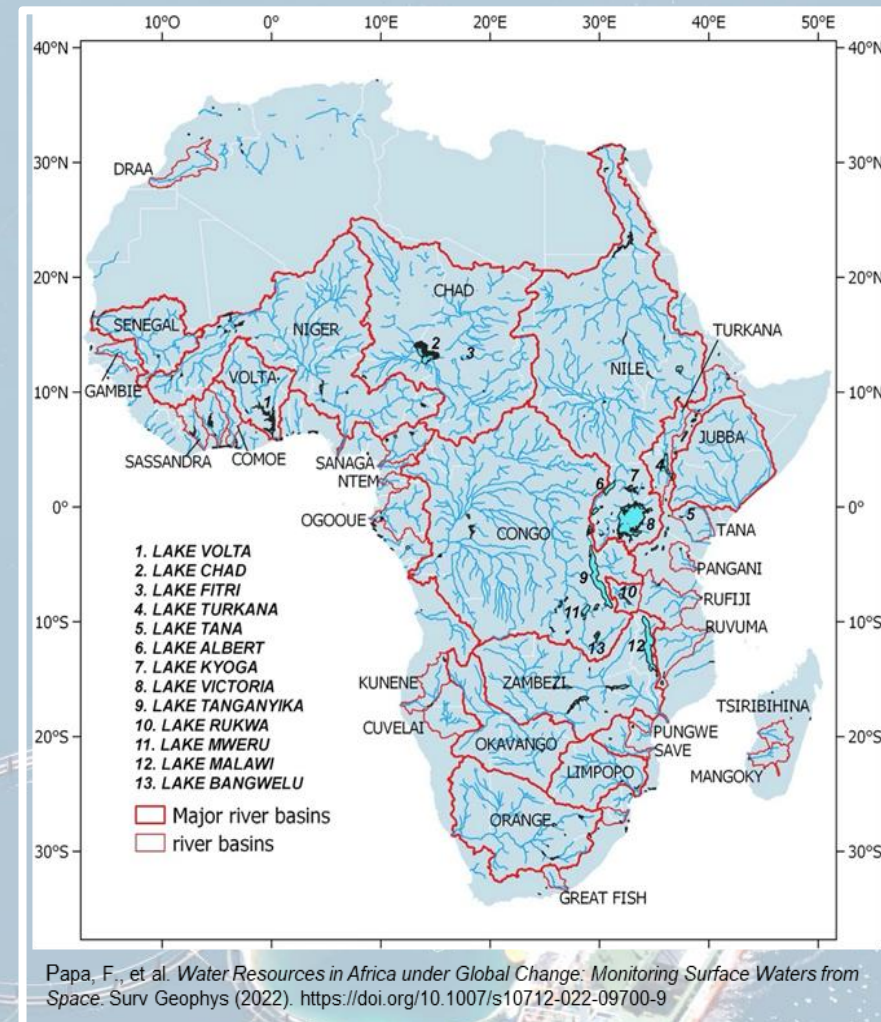 10°O 0° 10°E 20°E 30°E 40°E 50°E
40°N 40°N
30°N 30°N
20°N 20°N
10°N 10°N
0° 0°
10°S 10°S
20°S 20°S
30°S 30°S
DRAA
CHAD
SENEGAL
NIGER
TURKANA
2
3
NILE
GAMBIE
VOLTA
1
JUBBA
SASSANDRA
COMOE
SANAGA
NTEM
4
6
7
OGOOUE
CONGO
8
5
TANA
9
PANGANI
10
RUFIJI
11
RUVUMA
13
12
KUNENE
ZAMBEZI
TSIRIBIHINA
CUVELAI
OKAVANGO
PUNGWE
SAVE
LIMPOPO
MANGOKY
ORANGE
GREAT FISH
1. LAKE VOLTA
2. LAKE CHAD
3. LAKE FITRI
4. LAKE TURKANA
5. LAKE TANA
6. LAKE ALBERT
7. LAKE KYOGA
8. LAKE VICTORIA
9. LAKE TANGANYIKA
10. LAKE RUKWA
11. LAKE MWERU
12. LAKE MALAWI
13. LAKE BANGWELU
Major river basins
river basins
Papa, F., et al. Water Resources in Africa under Global Change: Monitoring Surface Waters from
Space. Surv Geophys (2022). https://doi.org/10.1007/s10712-022-09700-9